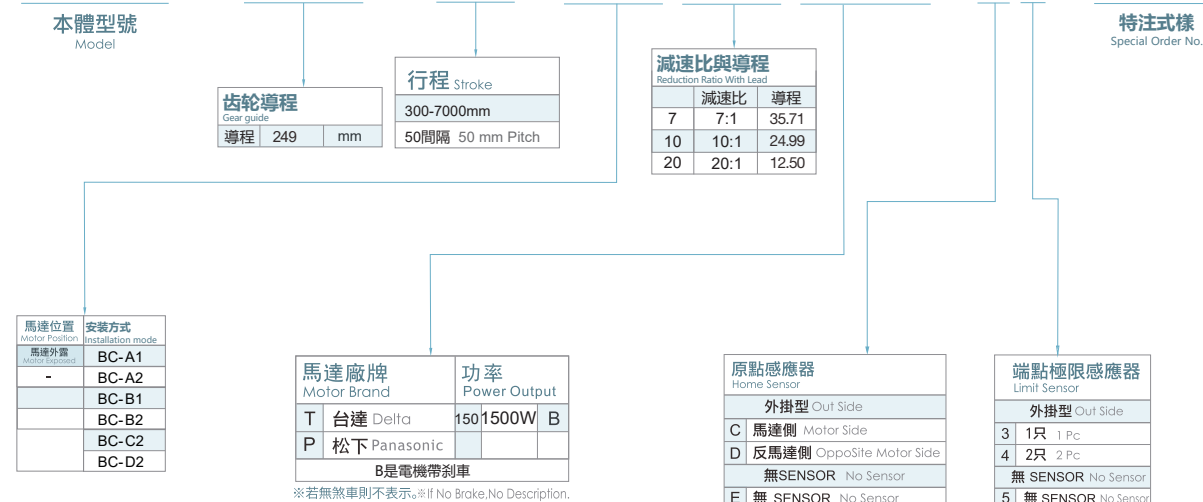 本體型號
Model
特注式樣
Special Order No.
齿轮導程
Gear guide
導程 249 mm
行程 Stroke
300-7000mm
50間隔 50 mm Pitch
減速比與導程
Reduction Ratio With Lead
減速比 導程
7 7:1 35.71
10 10:1 24.99
20 20:1 12.50
馬達位置 安装方式
Motor Position Installation mode
馬達外露 BC-A1
Motor Exposed
- BC-A2
BC-B1
BC-B2
BC-C2
BC-D2
馬達廠牌 功率
Motor Brand Power Output
T 台達 Delta 150 1500W B
P 松下 Panasonic
B是電機帶刹車
※若無煞車則不表示。※If No Brake,No Description.
原點感應器
Home Sensor
外掛型 Out Side
C 馬達側 Motor Side
D 反馬達側 OppoSite Motor Side
無SENSOR No Sensor
E 無 SENSOR No Sensor
端點極限感應器
Limit Sensor
外掛型 Out Side
3 1只 1 Pc
4 2只 2 Pc
無 SENSOR No Sensor
5 無 SENSOR No Sensor